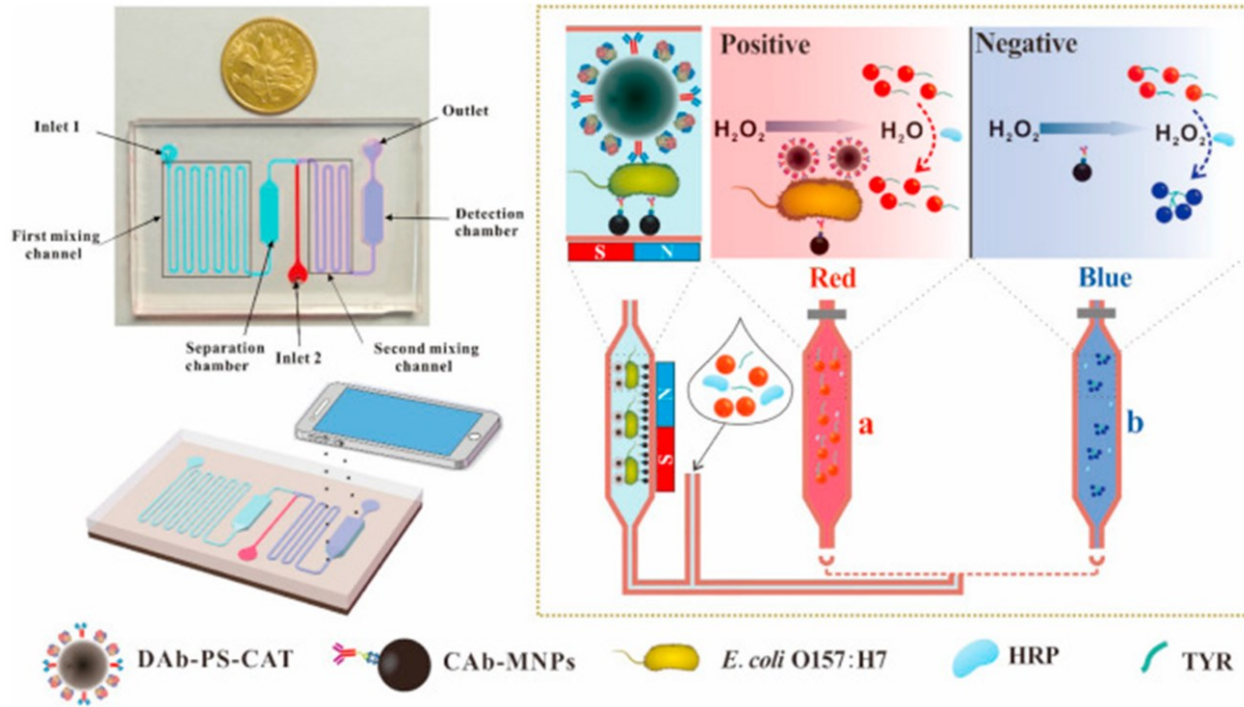 Inlet 1
Outlet
First mixing
channel
Detection
chamber
Separation
chamber
Inlet 2
Second mixing
channel
Positive
Negative
H2O2
H2O
H2O2
H2O2
S
N
Red
Blue
N
S
a
b
DAb-PS-CAT
CAb-MNPs
E. coli O157:H7
HRP
TYR